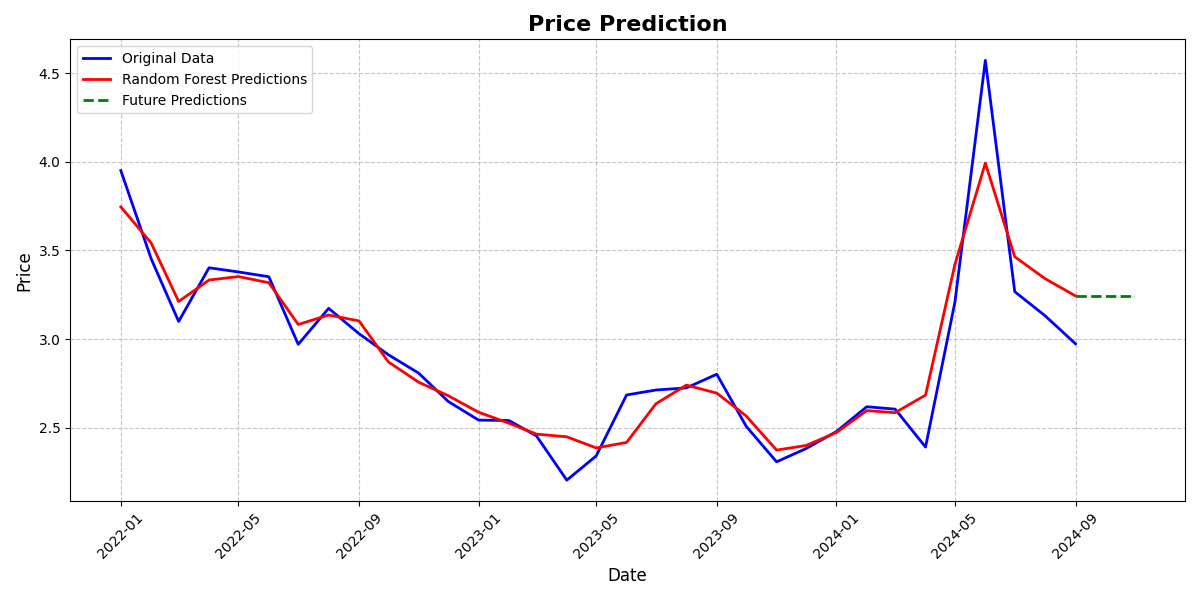 Price Prediction
Original Data
Random Forest Predictions
Future Predictions
4.5
4.0
3.5
3.0
2.5
Price
2022-01
2022-05
2022-09
2023-01
2023-05
2023-09
2024-01
2024-05
2024-09
Date